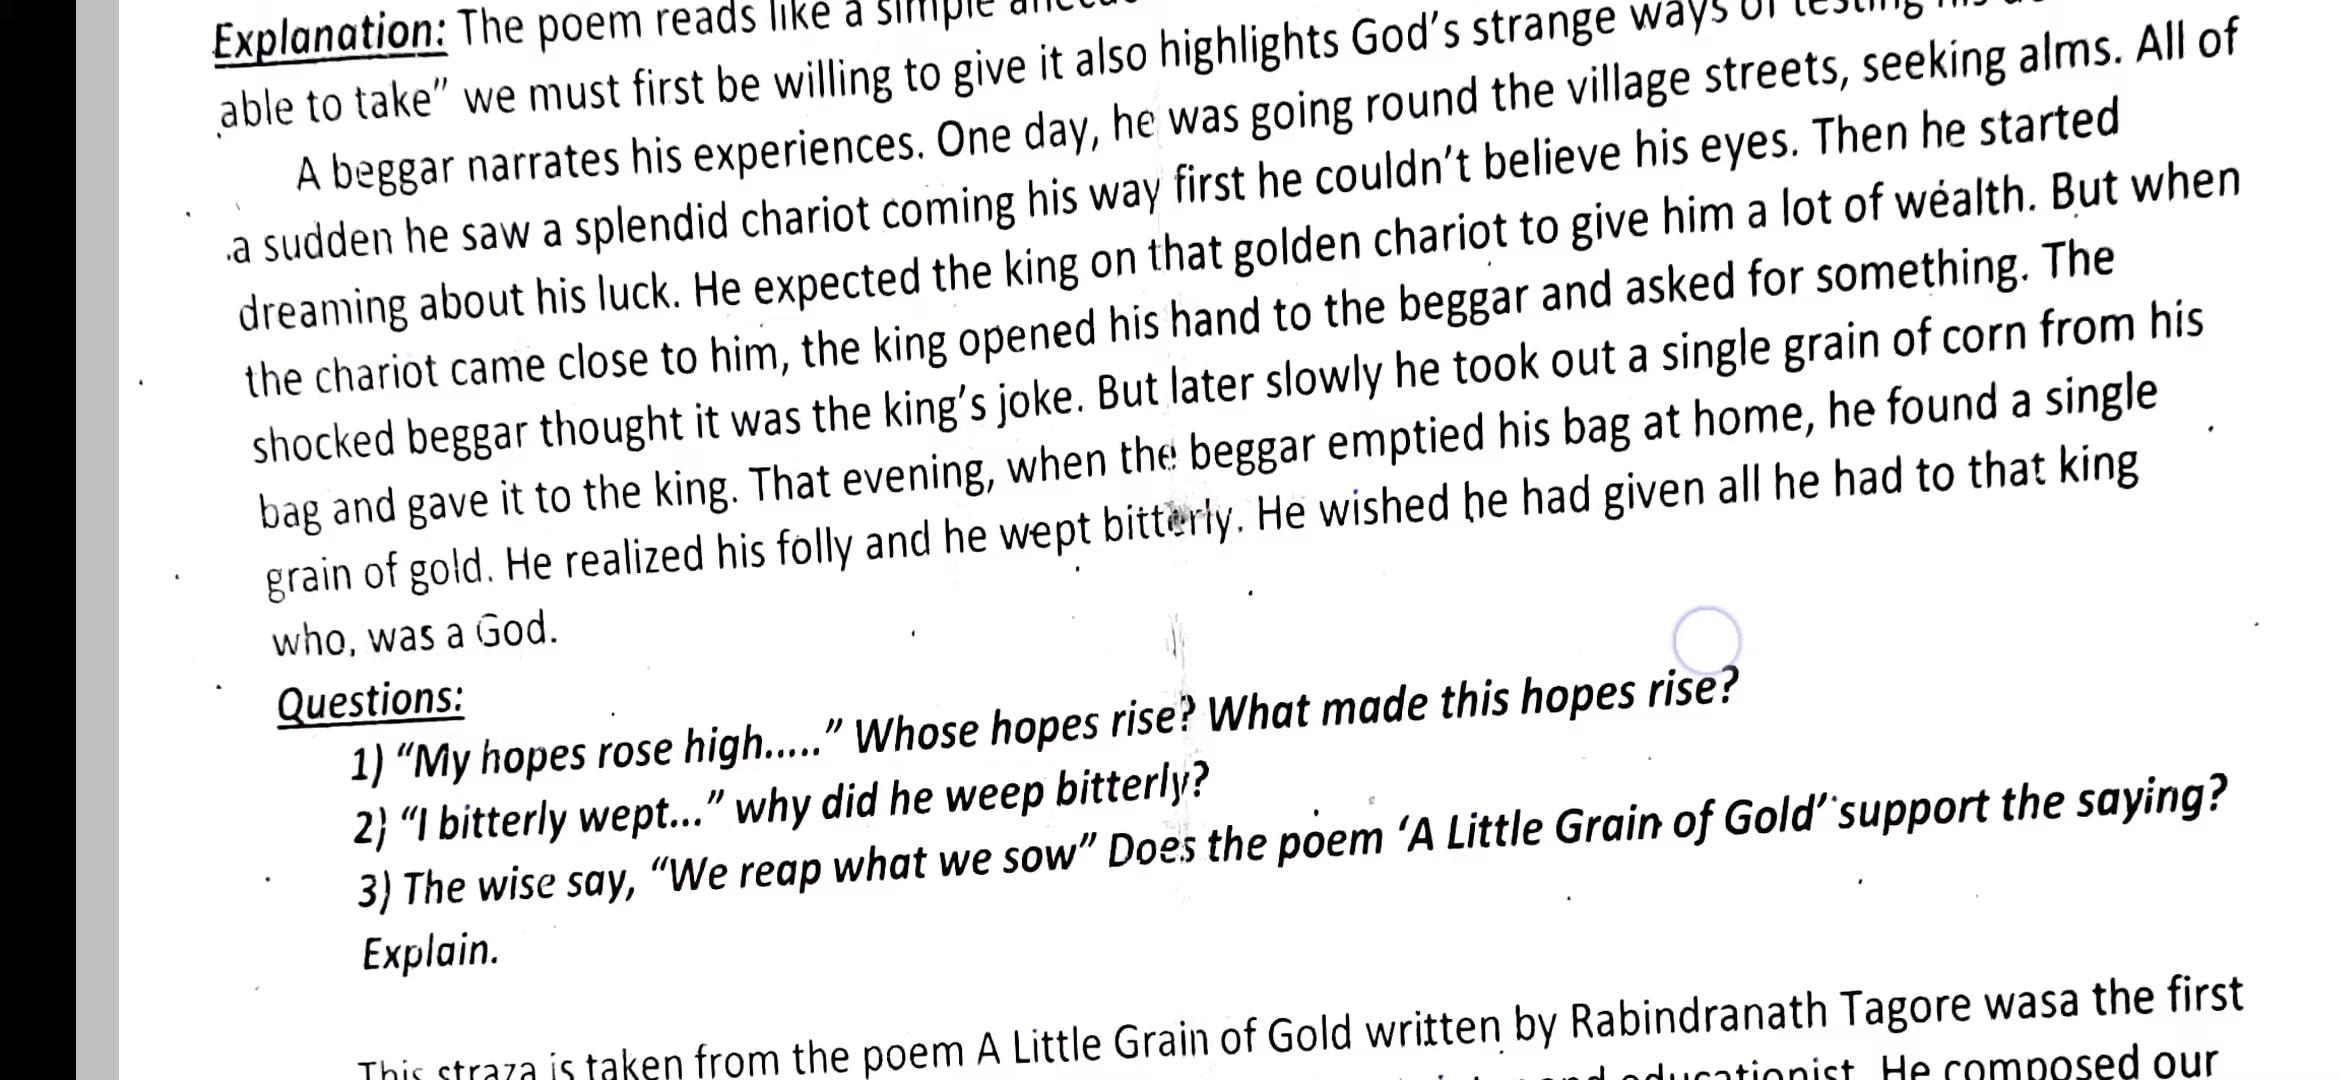 Explanation: The poem reads like a simple
able to take” we must first be willing to give it also highlights God’s strange ways of testing his
A beggar narrates his experiences. One day, he was going round the village streets, seeking alms. All of
a sudden he saw a splendid chariot coming his way first he couldn’t believe his eyes. Then he started
dreaming about his luck. He expected the king on that golden chariot to give him a lot of wealth. But when
the chariot came close to him, the king opened his hand to the beggar and asked for something. The
shocked beggar thought it was the king’s joke. But later slowly he took out a single grain of corn from his
bag and gave it to the king. That evening, when the beggar emptied his bag at home, he found a single
grain of gold. He realized his folly and he wept bitterly. He wished he had given all he had to that king
who, was a God.
Questions:
1) “My hopes rose high.....” Whose hopes rise? What made this hopes rise?
2) “I bitterly wept...” why did he weep bitterly?
3) The wise say, “We reap what we sow” Does the poem ‘A Little Grain of Gold’ support the saying?
Explain.
This straza is taken from the poem A Little Grain of Gold written by Rabindranath Tagore wasa the first
and educationist. He composed our